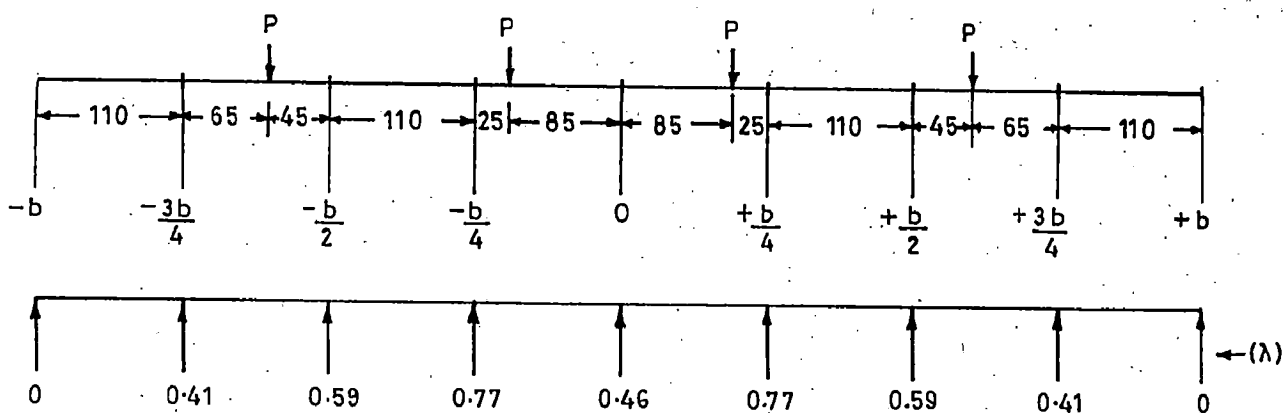 P P P P
110 65 45 110 25 85 85 25 110 45 65 110
-b -3b/4 -b/2 -b/4 0 +b/4 +b/2 +3b/4 +b
(λ)
0 0·41 0·59 0·77 0·46 0·77 0·59 0·41 0